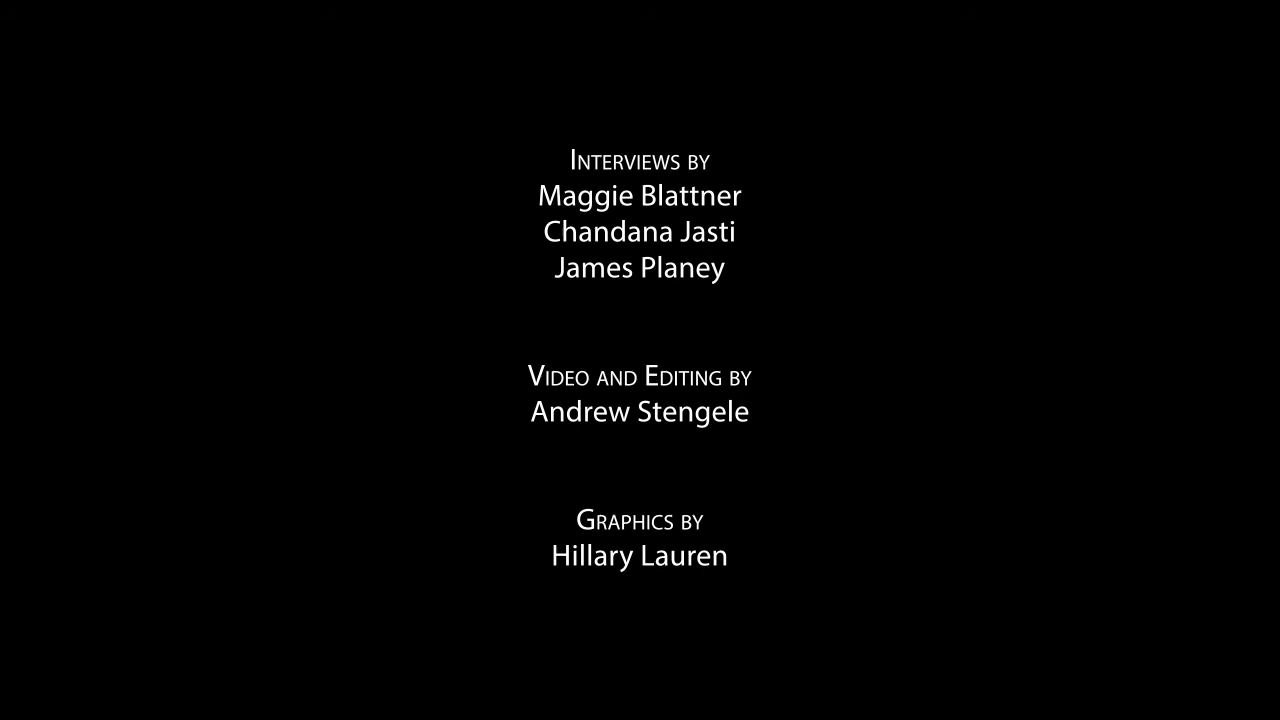 Interviews by
Maggie Blattner
Chandana Jasti
James Planey
Video and Editing by
Andrew Stengele
Graphics by
Hillary Lauren